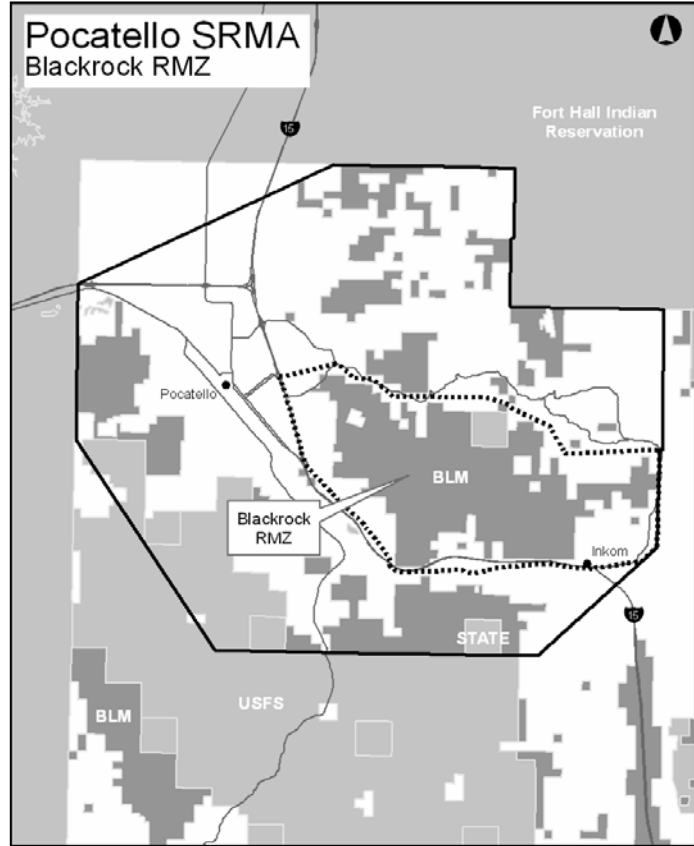 Pocatello SRMA
Blackrock RMZ
15
Fort Hall Indian
Reservation
Pocatello
BLM
Blackrock
RMZ
Inkom
15
STATE
USFS
BLM